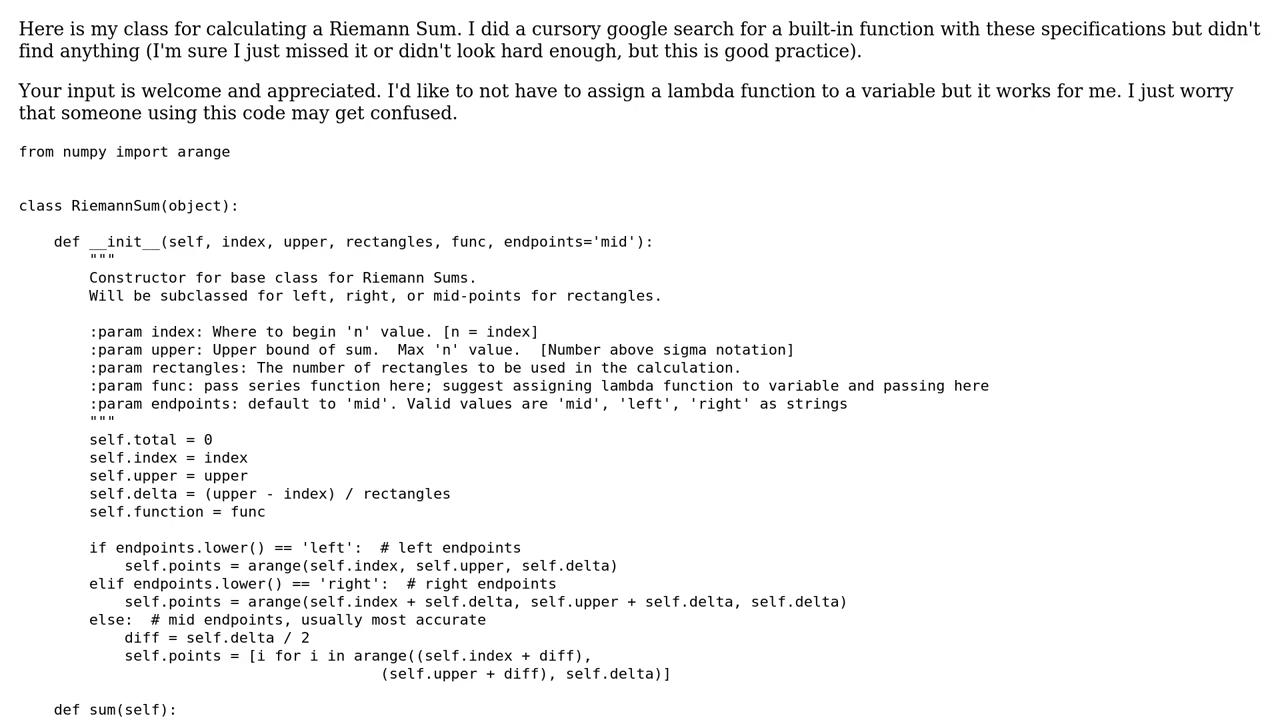 Here is my class for calculating a Riemann Sum. I did a cursory google search for a built-in function with these specifications but didn't
find anything (I'm sure I just missed it or didn't look hard enough, but this is good practice).
Your input is welcome and appreciated. I'd like to not have to assign a lambda function to a variable but it works for me. I just worry
that someone using this code may get confused.
from numpy import arange
class RiemannSum(object):
    def __init__(self, index, upper, rectangles, func, endpoints='mid'):
        """
        Constructor for base class for Riemann Sums.
        Will be subclassed for left, right, or mid-points for rectangles.
        :param index: Where to begin 'n' value. [n = index]
        :param upper: Upper bound of sum.  Max 'n' value.  [Number above sigma notation]
        :param rectangles: The number of rectangles to be used in the calculation.
        :param func: pass series function here; suggest assigning lambda function to variable and passing here
        :param endpoints: default to 'mid'. Valid values are 'mid', 'left', 'right' as strings
        """
        self.total = 0
        self.index = index
        self.upper = upper
        self.delta = (upper - index) / rectangles
        self.function = func
        if endpoints.lower() == 'left':  # left endpoints
            self.points = arange(self.index, self.upper, self.delta)
        elif endpoints.lower() == 'right':  # right endpoints
            self.points = arange(self.index + self.delta, self.upper + self.delta, self.delta)
        else:  # mid endpoints, usually most accurate
            diff = self.delta / 2
            self.points = [i for i in arange((self.index + diff),
                                         (self.upper + diff), self.delta)]
    def sum(self):